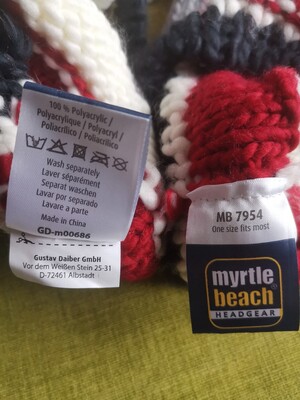 100 % Polyacrylic /
Polyacrylique / Polyacryl /
Poliacrílico / Poliacrilico
Wash separately
Laver séparément
Separat waschen
Lavar por separado
Lavare a parte
Made in China
GD-m00686
Gustav Daiber GmbH
Vor dem Weißen Stein 25-31
D-72461 Albstadt
MB 7954
One size fits most
myrtle
beach
HEADGEAR